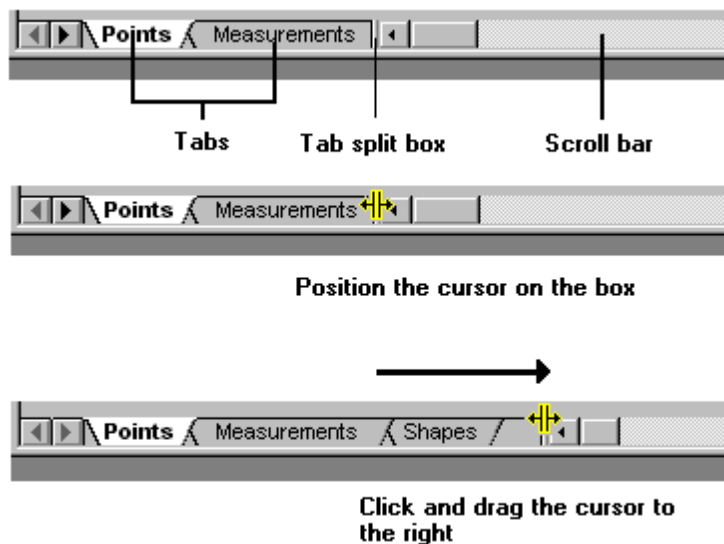 Points Measurements
Tabs Tab split box Scroll bar
Points Measurements
Position the cursor on the box
Points Measurements Shapes
Click and drag the cursor to
the right